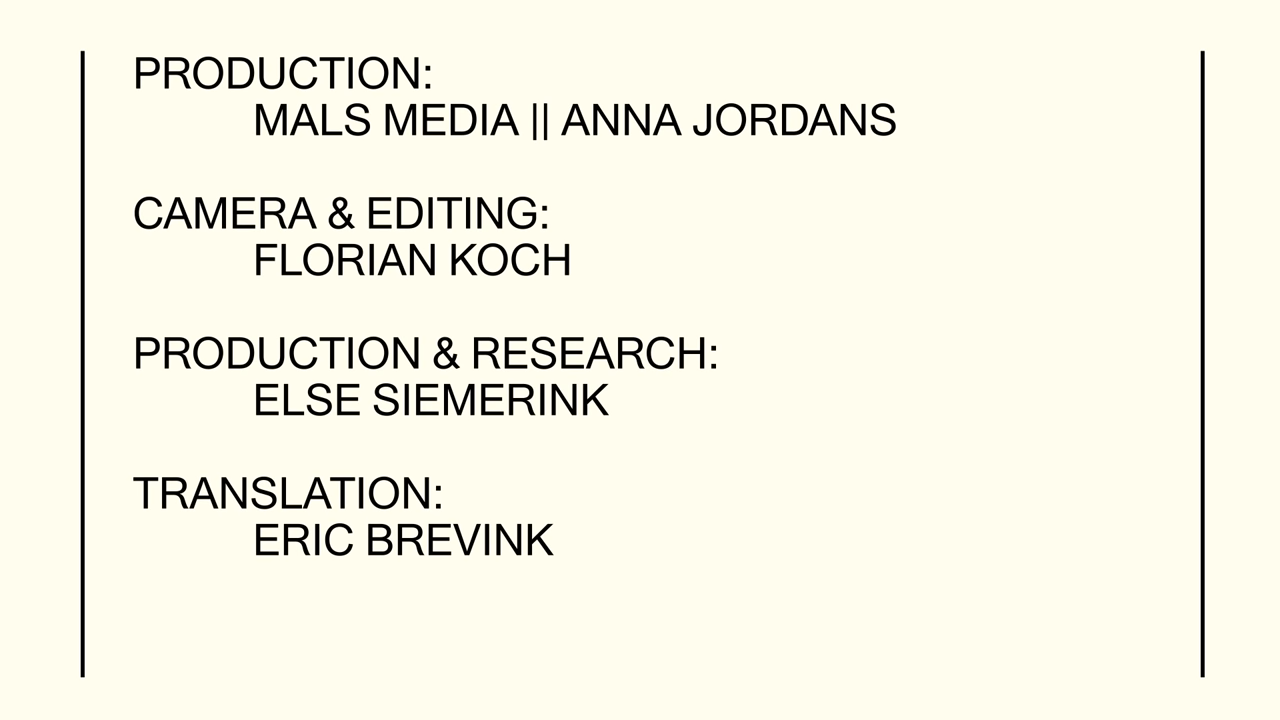 PRODUCTION:
MALS MEDIA || ANNA JORDANS
CAMERA & EDITING:
FLORIAN KOCH
PRODUCTION & RESEARCH:
ELSE SIEMERINK
TRANSLATION:
ERIC BREVINK